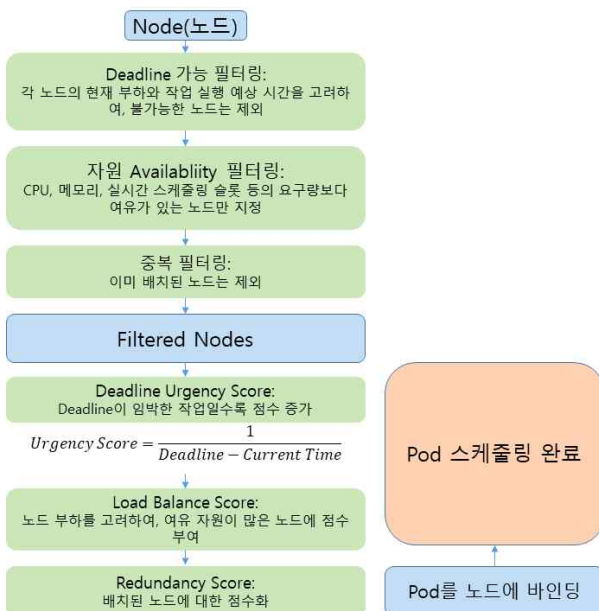 Node(노드)
Deadline 가능 필터링:
각 노드의 현재 부하와 작업 실행 예상 시간을 고려하
여, 불가능한 노드는 제외
자원 Availabliity 필터링:
CPU, 메모리, 실시간 스케줄링 슬롯 등의 요구량보다
여유가 있는 노드만 지정
중복 필터링:
이미 배치된 노드는 제외
Filtered Nodes
Deadline Urgency Score:
Deadline이 임박한 작업일수록 점수 증가
Urgency Score = 1 / (Deadline − Current Time)
Load Balance Score:
노드 부하를 고려하여, 여유 자원이 많은 노드에 점수
부여
Redundancy Score:
배치된 노드에 대한 점수화
Pod 스케줄링 완료
Pod를 노드에 바인딩